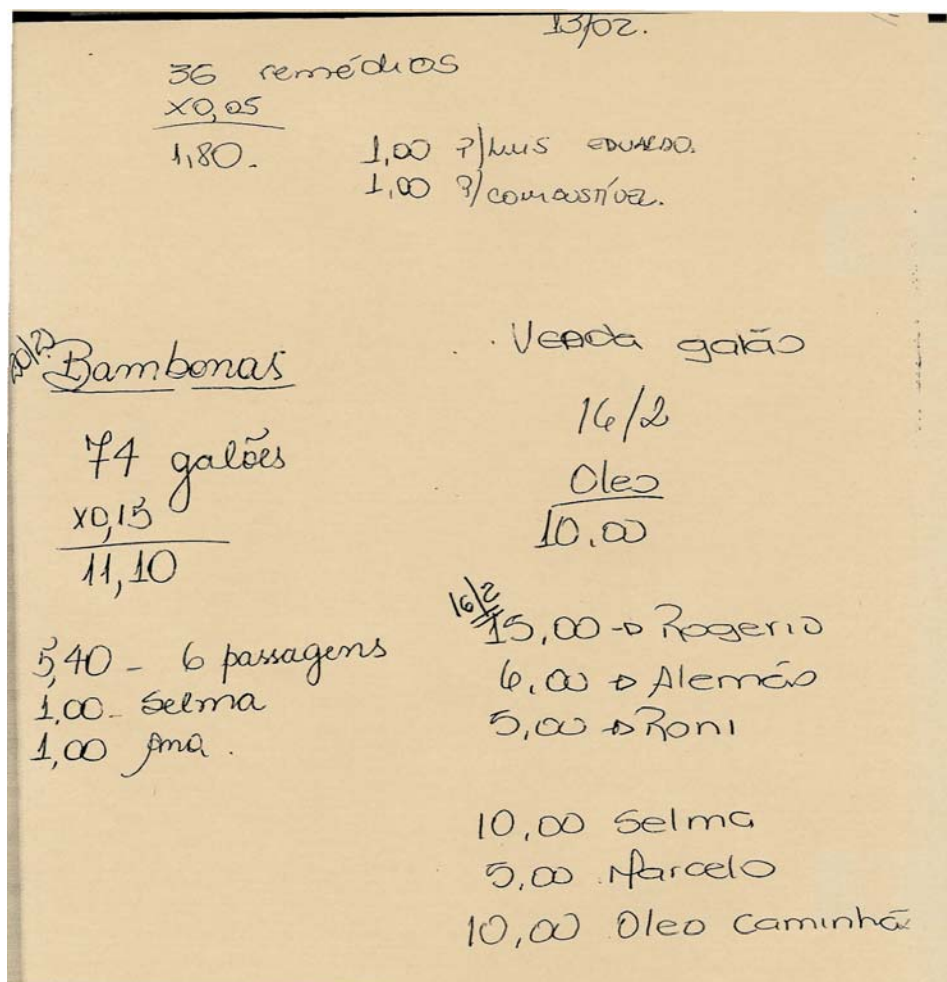 13/02.
36 remédios
x0,05
1,80.
1,00 P/Luis EDUARDO.
1,00 P/combustível.
20/2)
Bambonas
74 galões
x0,15
11,10
5,40 - 6 passagens
1,00 - Selma
1,00 Ana.
Venda galão
16/2
Oleo
10.00
16/2
15,00 → Rogerio
6,00 → Alemão
5,00 → Roni
10,00 Selma
5,00 Marcelo
10,00 Oleo caminhã